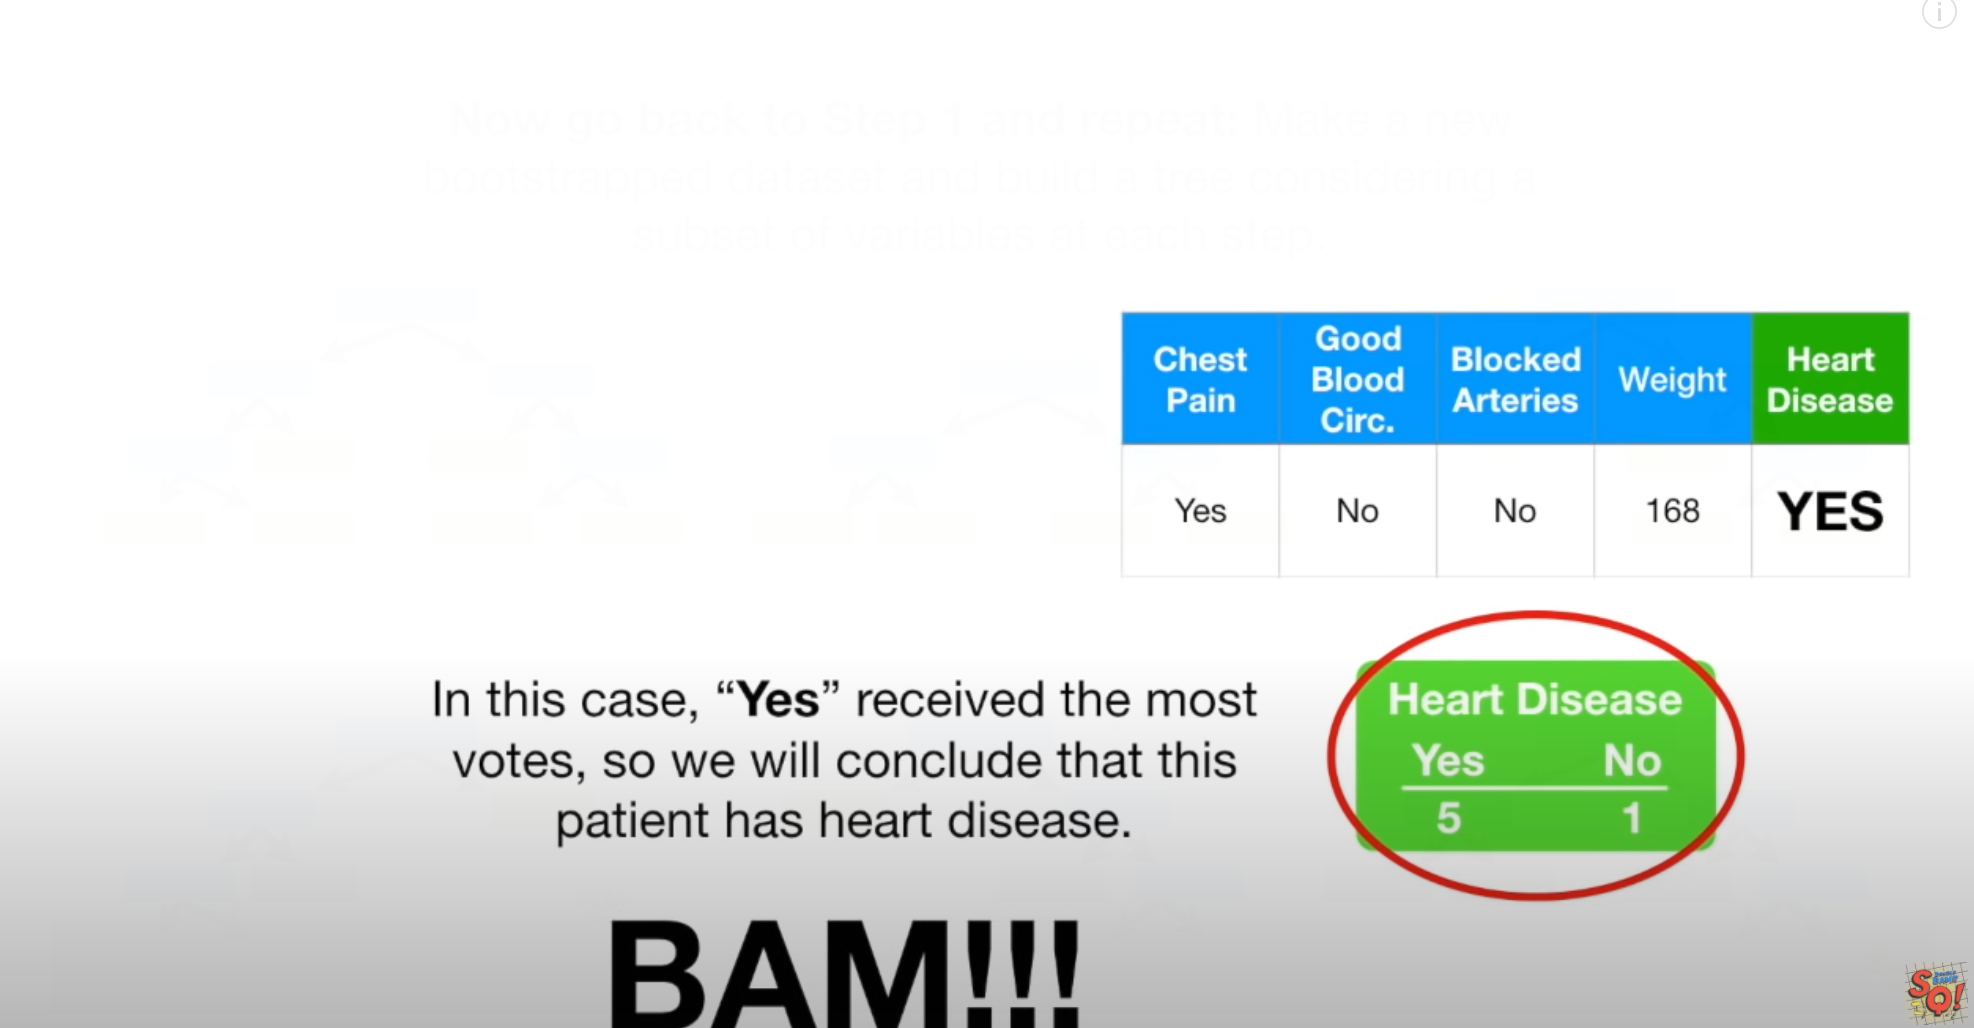 Now go back to Step 1 and repeat: Make a new
bootstrapped dataset and build a tree considering a
subset of variables at each step
Chest Pain Good Blood Circ. Blocked Arteries Weight Heart Disease
Yes No No 168 YES
In this case, “Yes” received the most
votes, so we will conclude that this
patient has heart disease.
Heart Disease
Yes No
5 1
BAM!!!
SQ!